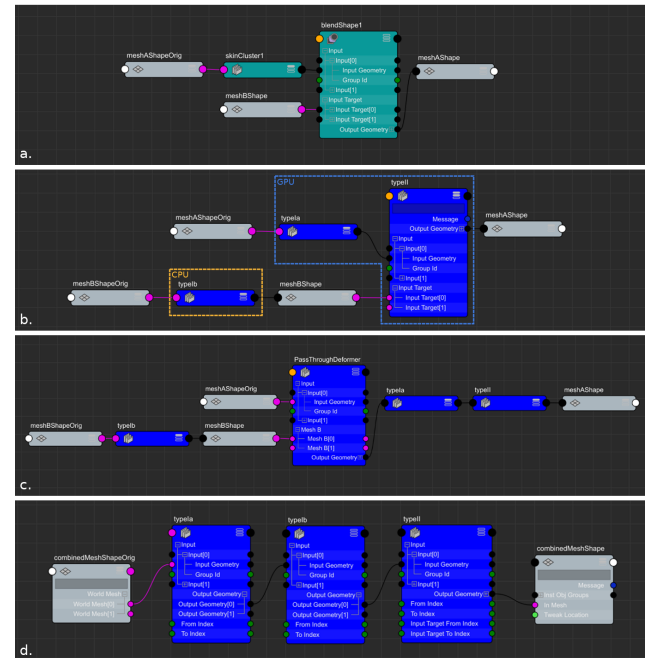 blendShape1
meshAShapeOrig
skinCluster1
meshAShape
Input
Input[0]
Input Geometry
Group Id
Input[1]
meshBShape
Input Target
Input Target[0]
Input Target[1]
Output Geometry
a.
GPU
typeII
meshAShapeOrig
typeIa
meshAShape
Message
Output Geometry
Input
Input[0]
Input Geometry
Group Id
Input[1]
CPU
meshBShapeOrig
typeIb
meshBShape
Input Target
Input Target[0]
Input Target[1]
b.
PassThroughDeformer
meshAShapeOrig
typeIa
typeII
meshAShape
Input
Input[0]
Input Geometry
Group Id
Input[1]
meshBShapeOrig
typeIb
meshBShape
Mesh B
Mesh B[0]
Mesh B[1]
Output Geometry
c.
typeIa
typeIb
typeII
combinedMeshShapeOrig
combinedMeshShape
World Mesh
World Mesh[0]
World Mesh[1]
Input
Input[0]
Input Geometry
Group Id
Input[1]
Output Geometry
Output Geometry[0]
Output Geometry[1]
From Index
To Index
Input
Input[0]
Input Geometry
Group Id
Input[1]
Output Geometry
Output Geometry[0]
Output Geometry[1]
From Index
To Index
Input
Input[0]
Input Geometry
Group Id
Input[1]
Output Geometry
From Index
To Index
Input Target From Index
Input Target To Index
Message
Inst Obj Groups
In Mesh
Tweak Location
d.